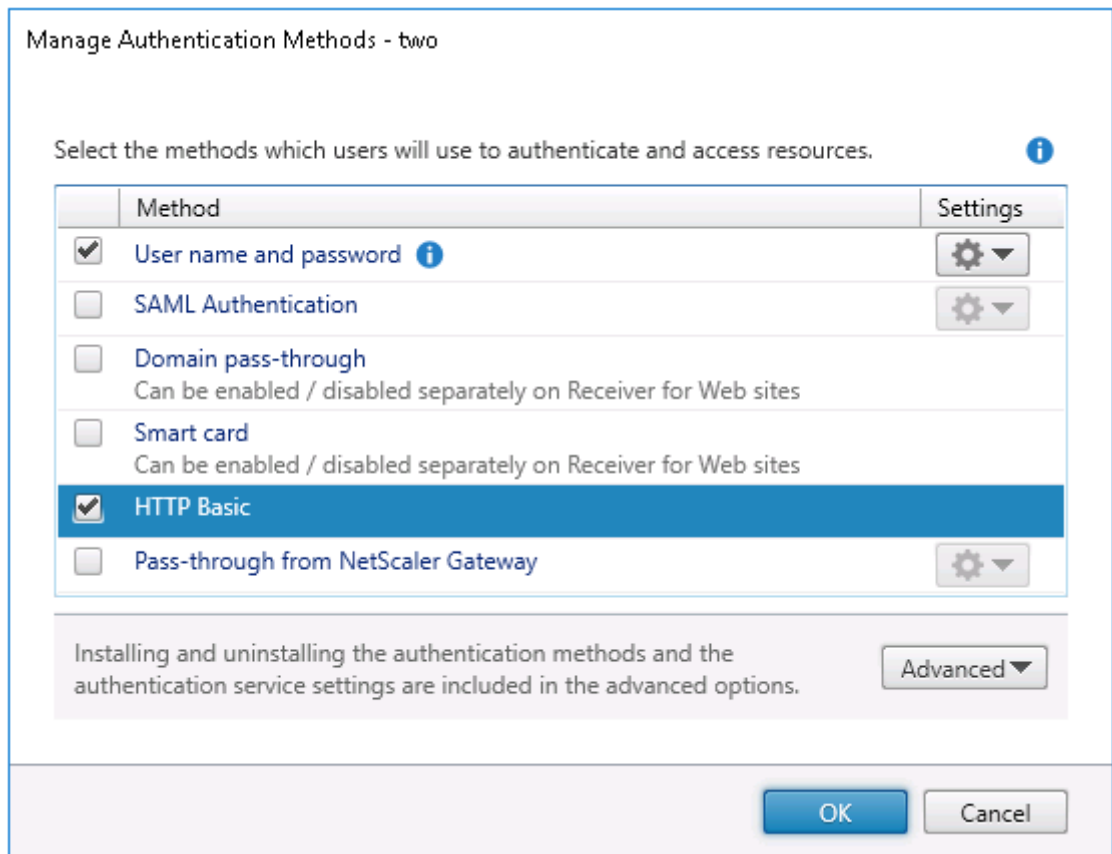 Manage Authentication Methods - two
Select the methods which users will use to authenticate and access resources.
Method Settings
User name and password
SAML Authentication
Domain pass-through
Can be enabled / disabled separately on Receiver for Web sites
Smart card
Can be enabled / disabled separately on Receiver for Web sites
HTTP Basic
Pass-through from NetScaler Gateway
Installing and uninstalling the authentication methods and the
authentication service settings are included in the advanced options.
Advanced
OK Cancel